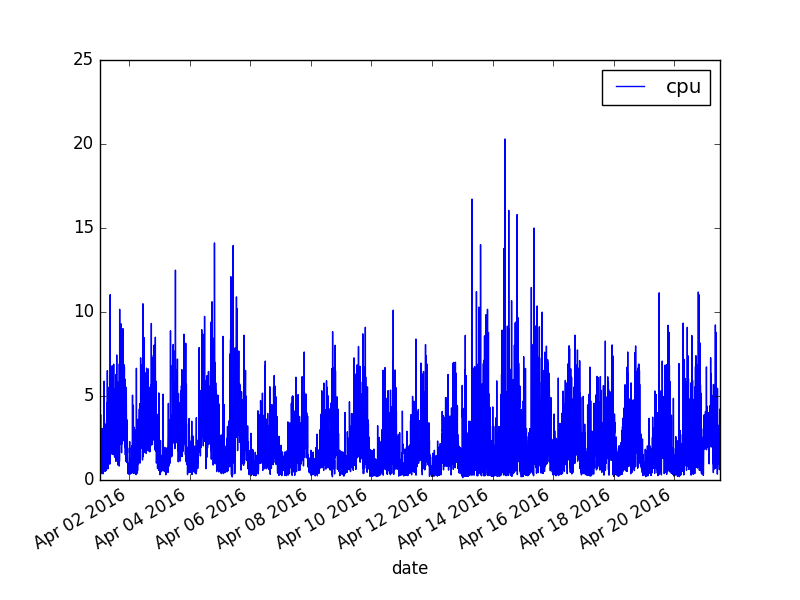 25
cpu
20
15
10
5
0
Apr 02 2016
Apr 04 2016
Apr 06 2016
Apr 08 2016
Apr 10 2016
Apr 12 2016
Apr 14 2016
Apr 16 2016
Apr 18 2016
Apr 20 2016
date